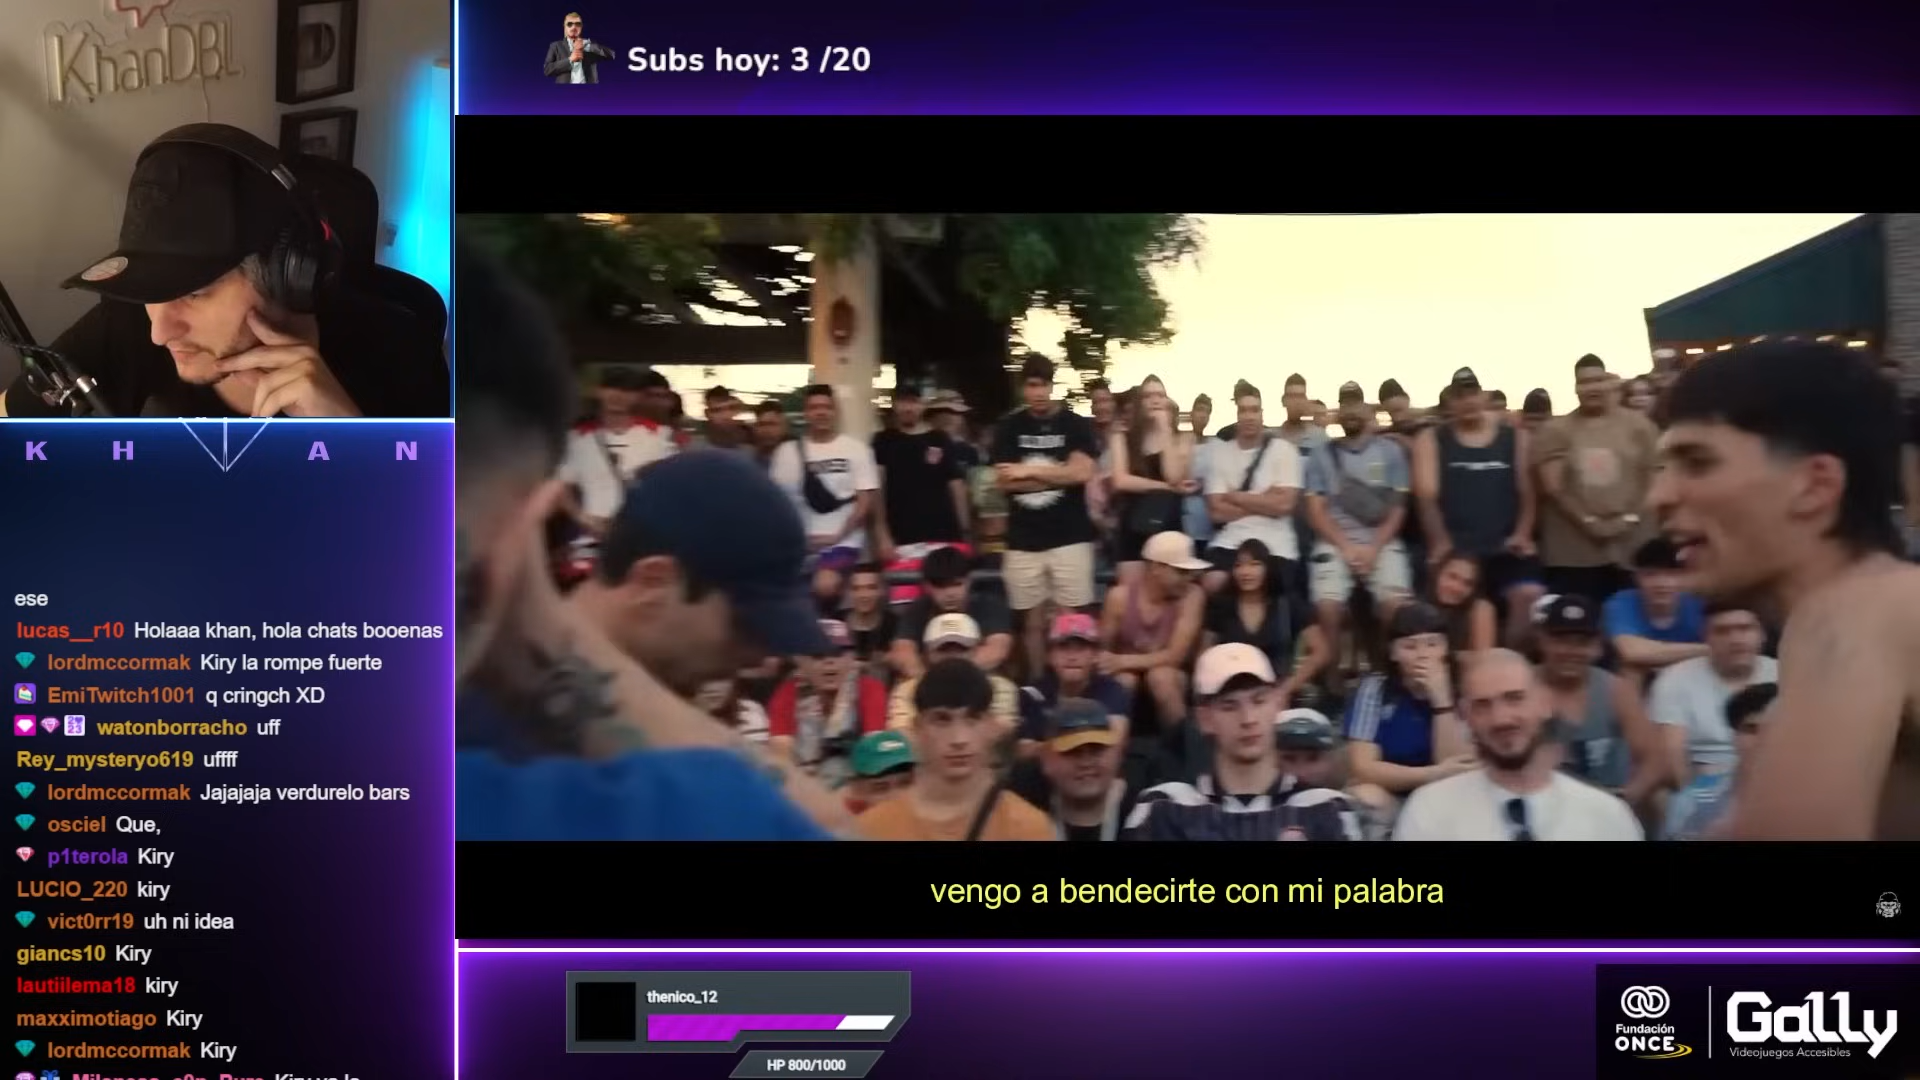 KhanDBL
Subs hoy: 3 /20
K H A N
ese
lucas__r10 Holaaa khan, hola chats booenas
lordmccormak Kiry la rompe fuerte
EmiTwitch1001 q cringch XD
watonborracho uff
Rey_mysteryo619 uffff
lordmccormak Jajajaja verdurelo bars
osciel Que,
p1terola Kiry
LUCIO_220 kiry
vict0rr19 uh ni idea
giancs10 Kiry
lautiilema18 kiry
maxximotiago Kiry
lordmccormak Kiry
vengo a bendecirte con mi palabra
thenico_12
HP 800/1000
Fundación
ONCE
Gally
Videojuegos Accesibles